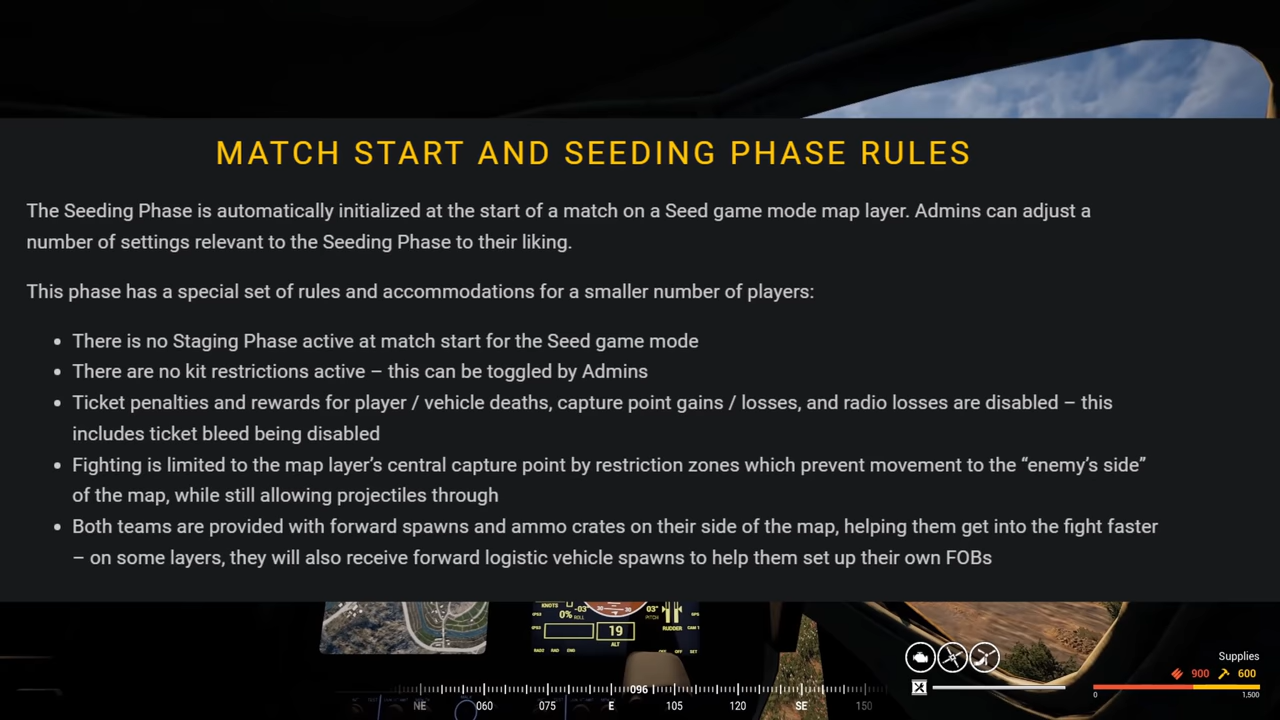 MATCH START AND SEEDING PHASE RULES
The Seeding Phase is automatically initialized at the start of a match on a Seed game mode map layer. Admins can adjust a
number of settings relevant to the Seeding Phase to their liking.
This phase has a special set of rules and accommodations for a smaller number of players:
• There is no Staging Phase active at match start for the Seed game mode
• There are no kit restrictions active – this can be toggled by Admins
• Ticket penalties and rewards for player / vehicle deaths, capture point gains / losses, and radio losses are disabled – this
includes ticket bleed being disabled
• Fighting is limited to the map layer’s central capture point by restriction zones which prevent movement to the “enemy’s side”
of the map, while still allowing projectiles through
• Both teams are provided with forward spawns and ammo crates on their side of the map, helping them get into the fight faster
– on some layers, they will also receive forward logistic vehicle spawns to help them set up their own FOBs
KNOTS -03° 03°
0% ROLL PITCH
RUDDER
19
ALT
Supplies
900 600
0 1,500
096
NE 060 E 105 120 SE 150
075